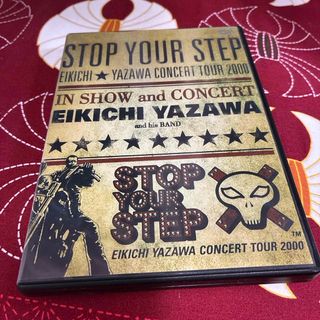 STOP YOUR STEP
EIKICHI ★ YAZAWA CONCERT TOUR 2000
IN SHOW and CONCERT
EIKICHI YAZAWA
and his BAND
STOP
YOUR
STEP
TM
EIKICHI YAZAWA CONCERT TOUR 2000